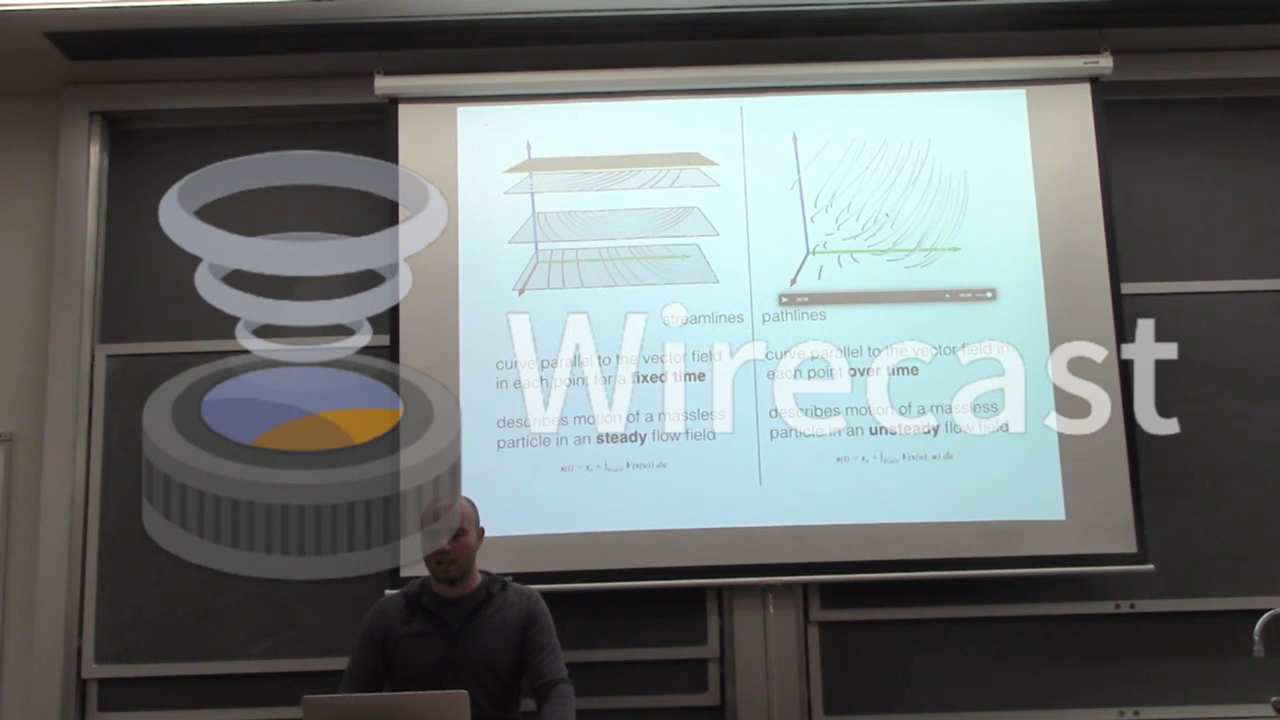 streamlines
curve parallel to the vector field
in each point for a fixed time
describes motion of a massless
particle in an steady flow field
pathlines
curve parallel to the vector field in
each point over time
describes motion of a massless
particle in an unsteady flow field
Wirecast